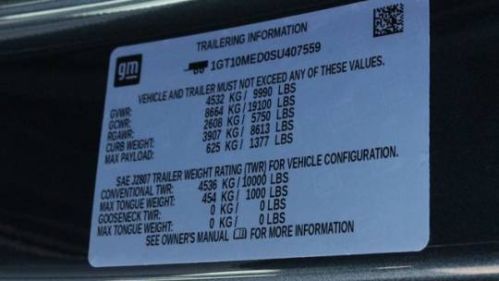 gm
TRAILERING INFORMATION
1GT10MED0SU407559
VEHICLE AND TRAILER MUST NOT EXCEED ANY OF THESE VALUES.
GVWR: 4532 KG / 9990 LBS
GCWR: 8664 KG / 19100 LBS
RGAWR: 2608 KG / 5750 LBS
CURB WEIGHT: 3907 KG / 8613 LBS
MAX PAYLOAD: 625 KG / 1377 LBS
SAE J2807 TRAILER WEIGHT RATING (TWR) FOR VEHICLE CONFIGURATION.
CONVENTIONAL TWR: 4536 KG / 10000 LBS
MAX TONGUE WEIGHT: 454 KG / 1000 LBS
GOOSENECK TWR: 0 KG / 0 LBS
MAX TONGUE WEIGHT: 0 KG / 0 LBS
SEE OWNER'S MANUAL FOR MORE INFORMATION